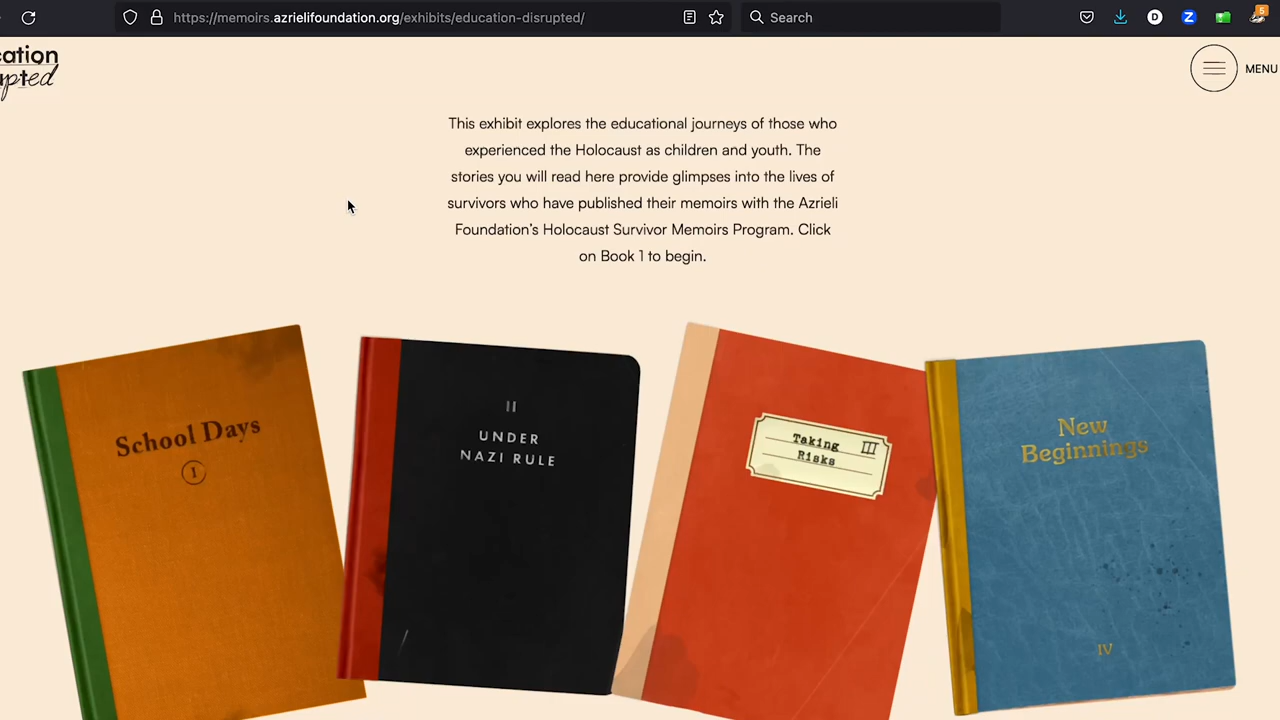 https://memoirs.azrielifoundation.org/exhibits/education-disrupted/
Search
5
D
Z
cation
pted
MENU
This exhibit explores the educational journeys of those who
experienced the Holocaust as children and youth. The
stories you will read here provide glimpses into the lives of
survivors who have published their memoirs with the Azrieli
Foundation’s Holocaust Survivor Memoirs Program. Click
on Book 1 to begin.
School Days
I
II
UNDER
NAZI RULE
Taking III
Risks
New
Beginnings
IV